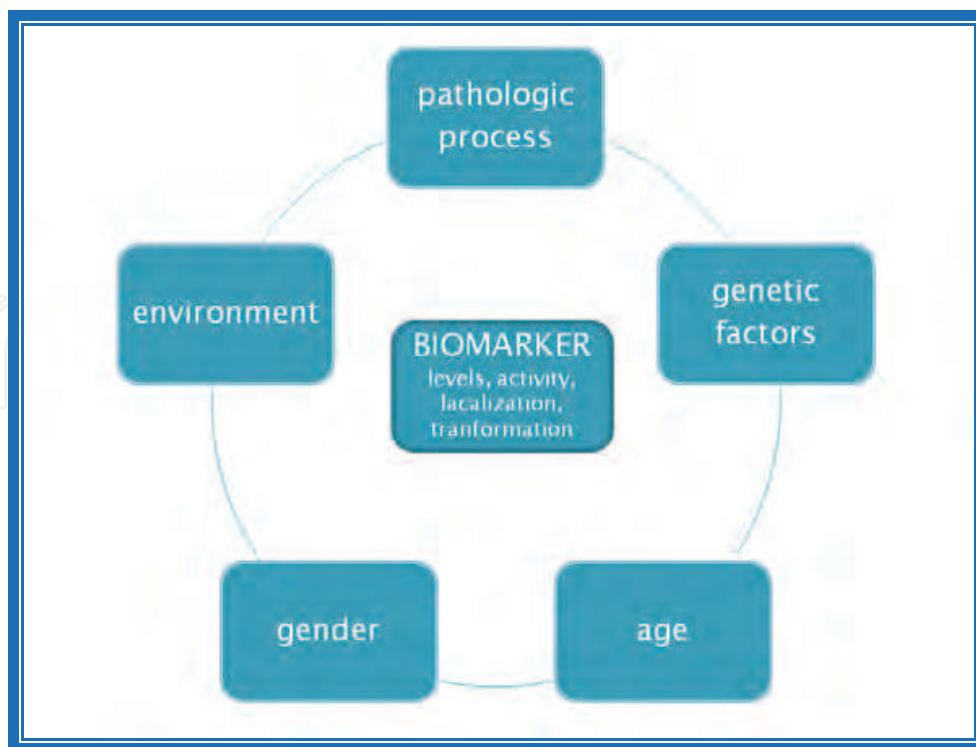 pathologic
process
environment
genetic
factors
BIOMARKER
levels, activity,
lacalization,
tranformation
gender
age